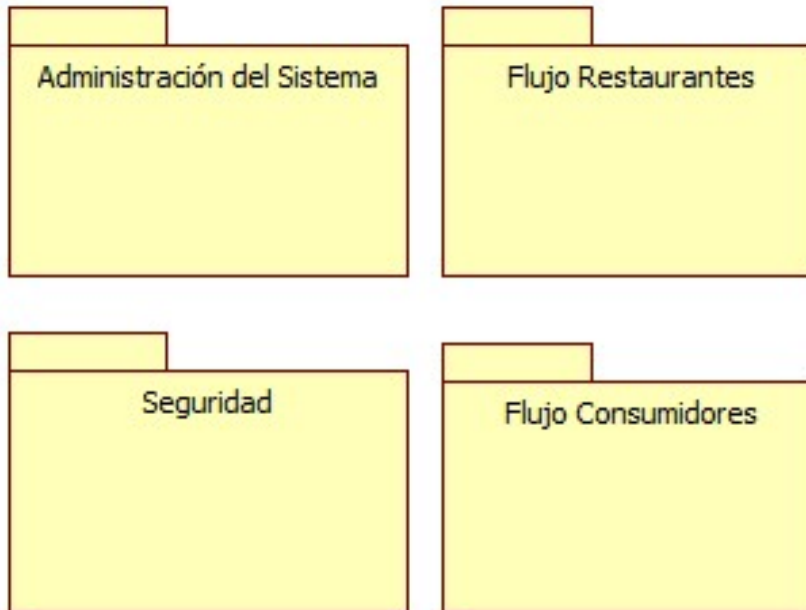 Administración del Sistema
Flujo Restaurantes
Seguridad
Flujo Consumidores